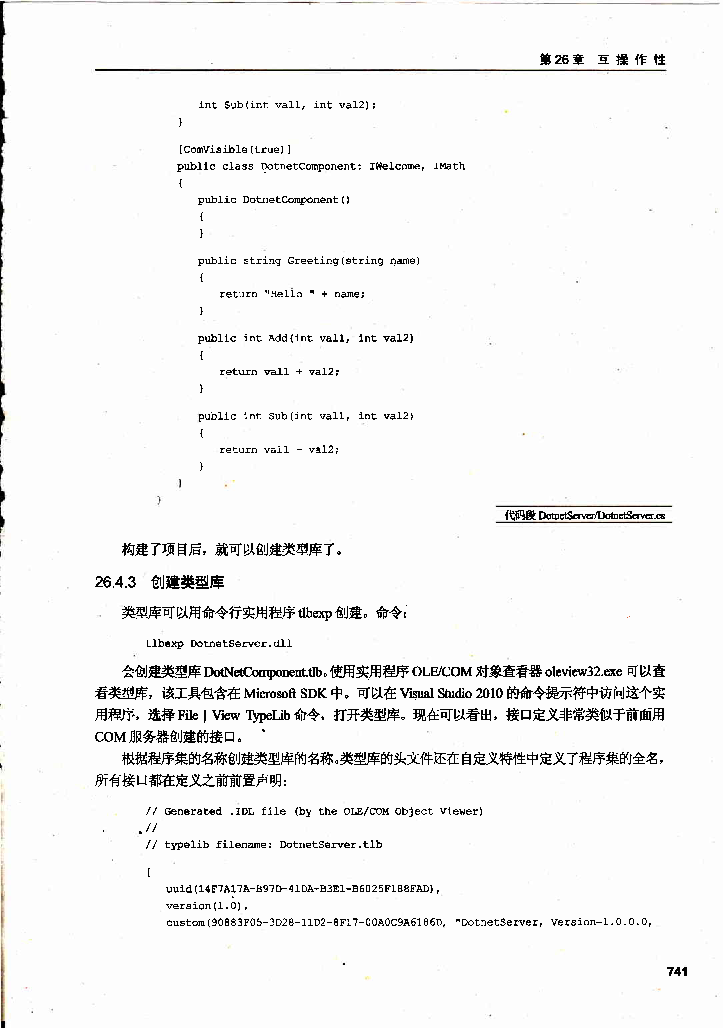 第26章 互操作性
int Sub(int val1, int val2);
}
[ComVisible(true)]
public class DotnetComponent: IWelcome, IMath
{
public DotnetComponent()
{
}
public string Greeting(string name)
{
return "Hello " + name;
}
public int Add(int val1, int val2)
{
return val1 + val2;
}
public int Sub(int val1, int val2)
{
return val1 - val2;
}
}
}
代码段 DotnetServer/DotnetServer.cs
构建了项目后，就可以创建类型库了。
26.4.3 创建类型库
类型库可以用命令行实用程序 tlbexp 创建。命令：
tlbexp DotnetServer.dll
会创建类型库 DotNetComponent.tlb。使用实用程序 OLE/COM 对象查看器 oleview32.exe 可以查
看类型库，该工具包含在 Microsoft SDK 中。可以在 Visual Studio 2010 的命令提示符中访问这个实
用程序，选择 File | View TypeLib 命令，打开类型库。现在可以看出，接口定义非常类似于前面用
COM 服务器创建的接口。
根据程序集的名称创建类型库的名称。类型库的头文件还在自定义特性中定义了程序集的全名，
所有接口都在定义之前前置声明：
// Generated .IDL file (by the OLE/COM Object Viewer)
//
// typelib filename: DotnetServer.tlb
[
uuid(14F7A17A-B97D-41DA-B3E1-B6025F188FAD),
version(1.0),
custom(90883F05-3D28-11D2-8F17-00A0C9A6186D, "DotnetServer, Version=1.0.0.0,
741